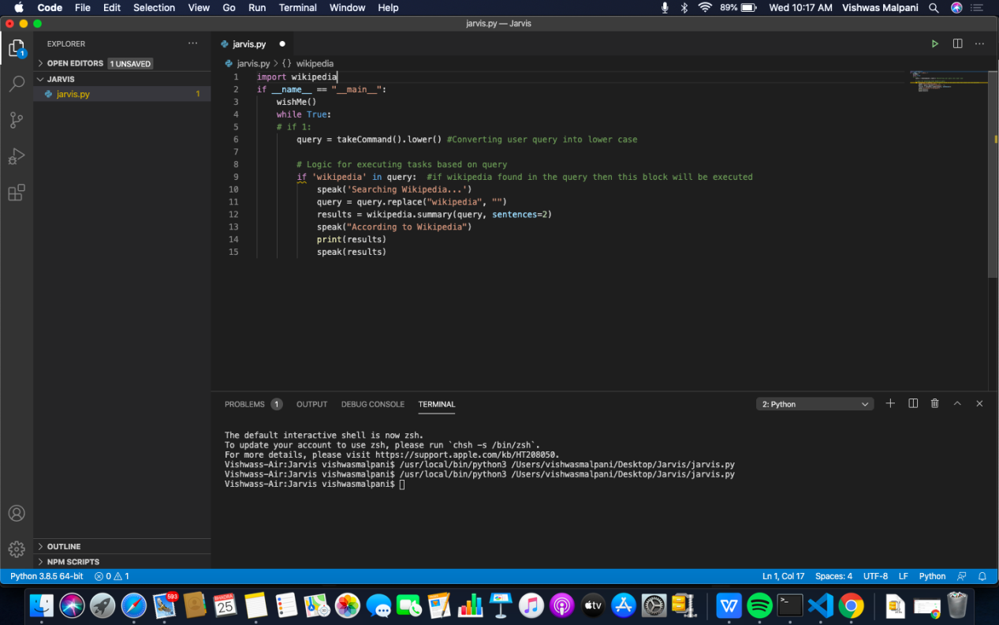 Code File Edit Selection View Go Run Terminal Window Help 89% Wed 10:17 AM Vishwas Malpani
jarvis.py — Jarvis
EXPLORER ...
OPEN EDITORS 1 UNSAVED
JARVIS
jarvis.py 1
1
jarvis.py
jarvis.py > {} wikipedia
1 import wikipedia
2 if __name__ == "__main__":
3 wishMe()
4 while True:
5 # if 1:
6 query = takeCommand().lower() #Converting user query into lower case
7
8 # Logic for executing tasks based on query
9 if 'wikipedia' in query:  #if wikipedia found in the query then this block will be executed
10 speak('Searching Wikipedia...')
11 query = query.replace("wikipedia", "")
12 results = wikipedia.summary(query, sentences=2)
13 speak("According to Wikipedia")
14 print(results)
15 speak(results)
PROBLEMS 1 OUTPUT DEBUG CONSOLE TERMINAL 2: Python
The default interactive shell is now zsh.
To update your account to use zsh, please run `chsh -s /bin/zsh`.
For more details, please visit https://support.apple.com/kb/HT208050.
Vishwass-Air:Jarvis vishwasmalpani$ /usr/local/bin/python3 /Users/vishwasmalpani/Desktop/Jarvis/jarvis.py
Vishwass-Air:Jarvis vishwasmalpani$ /usr/local/bin/python3 /Users/vishwasmalpani/Desktop/Jarvis/jarvis.py
Vishwass-Air:Jarvis vishwasmalpani$
OUTLINE
NPM SCRIPTS
Python 3.8.5 64-bit 0 1 Ln 1, Col 17 Spaces: 4 UTF-8 LF Python
593
BHADRA
25
tv
W